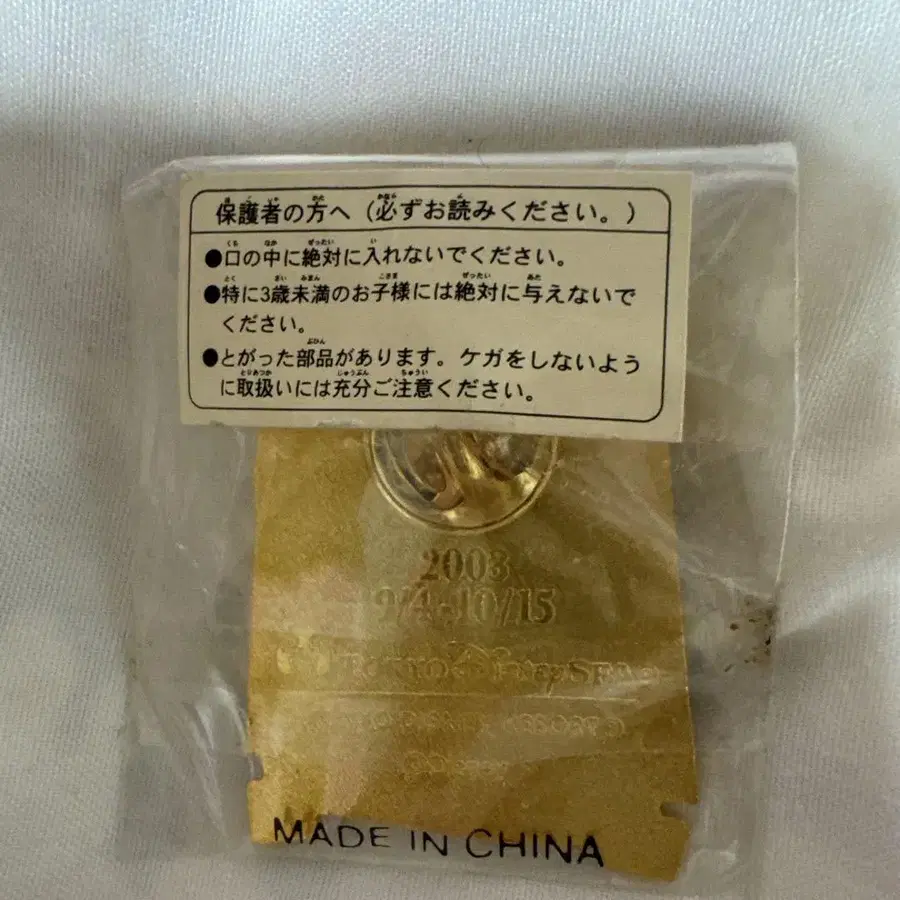 保護者の方へ（必ずお読みください。）
●口の中に絶対に入れないでください。
●特に3歳未満のお子様には絶対に与えないで
ください。
●とがった部品があります。ケガをしないよう
に取扱いには充分ご注意ください。
2003
9/4-10/15
Tokyo Disney SEA
MADE IN CHINA